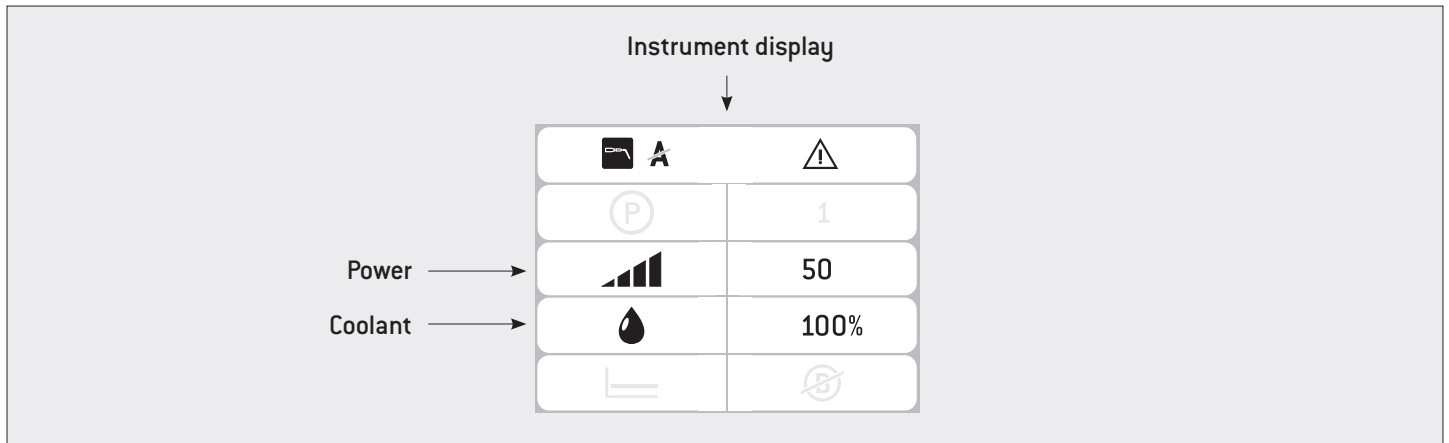 Instrument display
A
P 1
Power 50
Coolant 100%
B